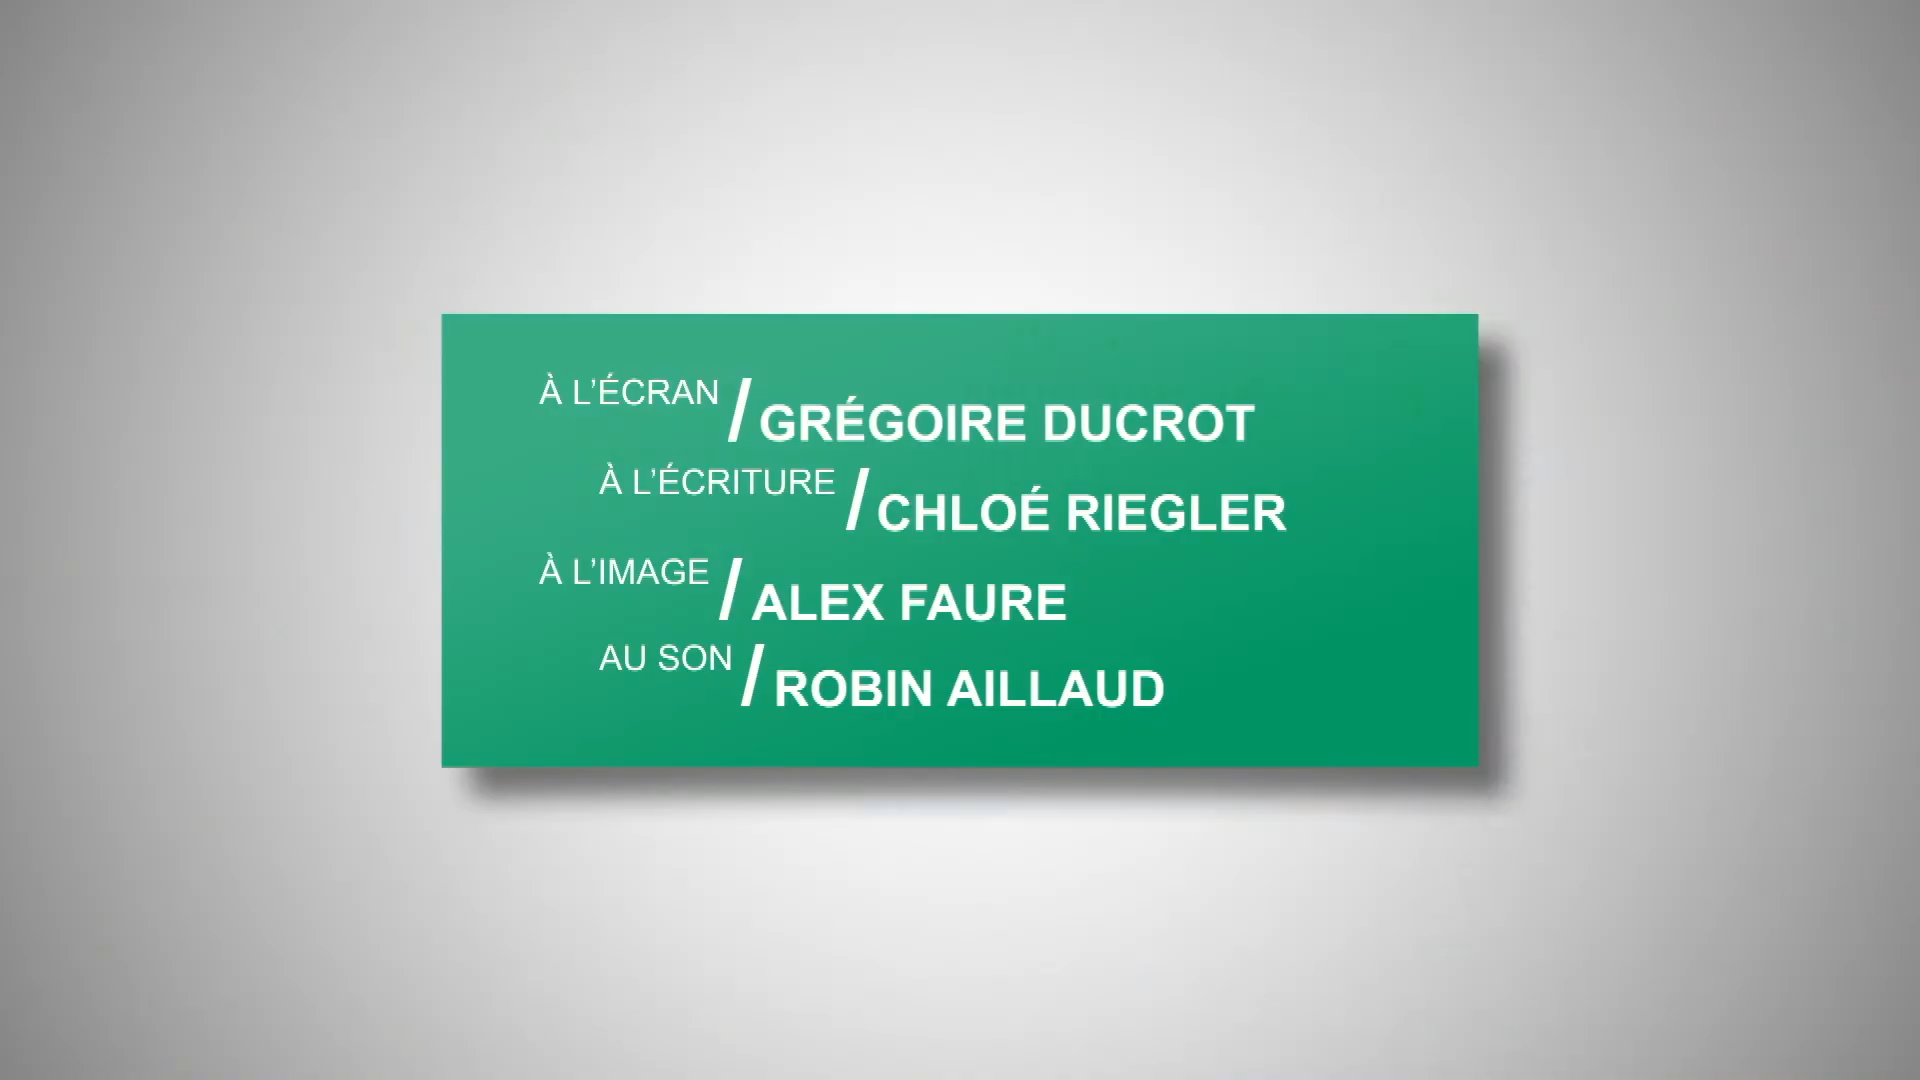 À L’ÉCRAN / GRÉGOIRE DUCROT
À L’ÉCRITURE / CHLOÉ RIEGLER
À L’IMAGE / ALEX FAURE
AU SON / ROBIN AILLAUD